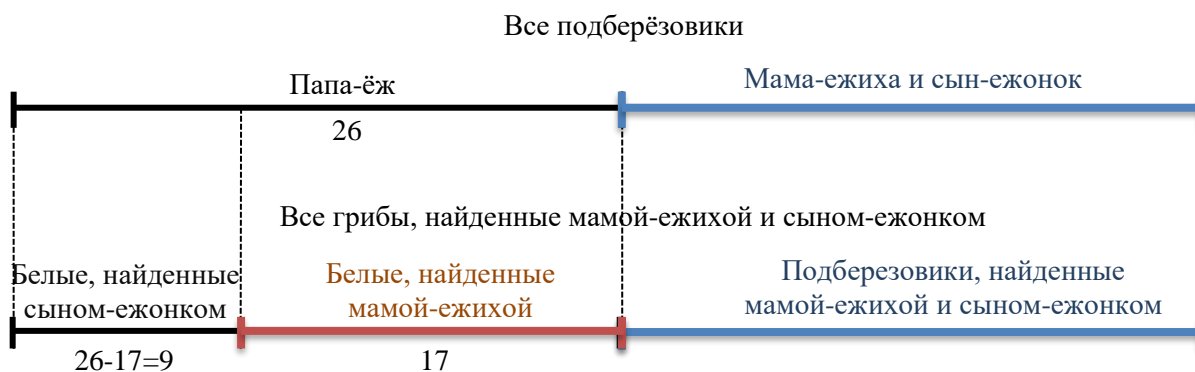 Все подберёзовики
Папа-ёж
Мама-ежиха и сын-ежонок
26
Все грибы, найденные мамой-ежихой и сыном-ежонком
Белые, найденные
сыном-ежонком
Белые, найденные
мамой-ежихой
Подберезовики, найденные
мамой-ежихой и сыном-ежонком
26-17=9
17